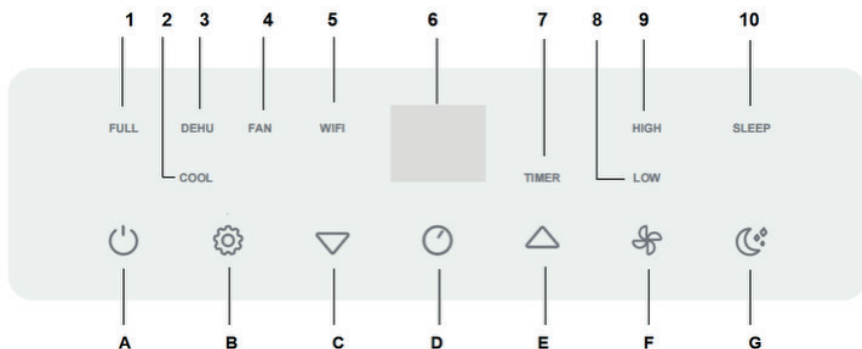 1 2 3 4 5 6 7 8 9 10
FULL DEHU FAN WIFI HIGH SLEEP
COOL TIMER LOW
A B C D E F G